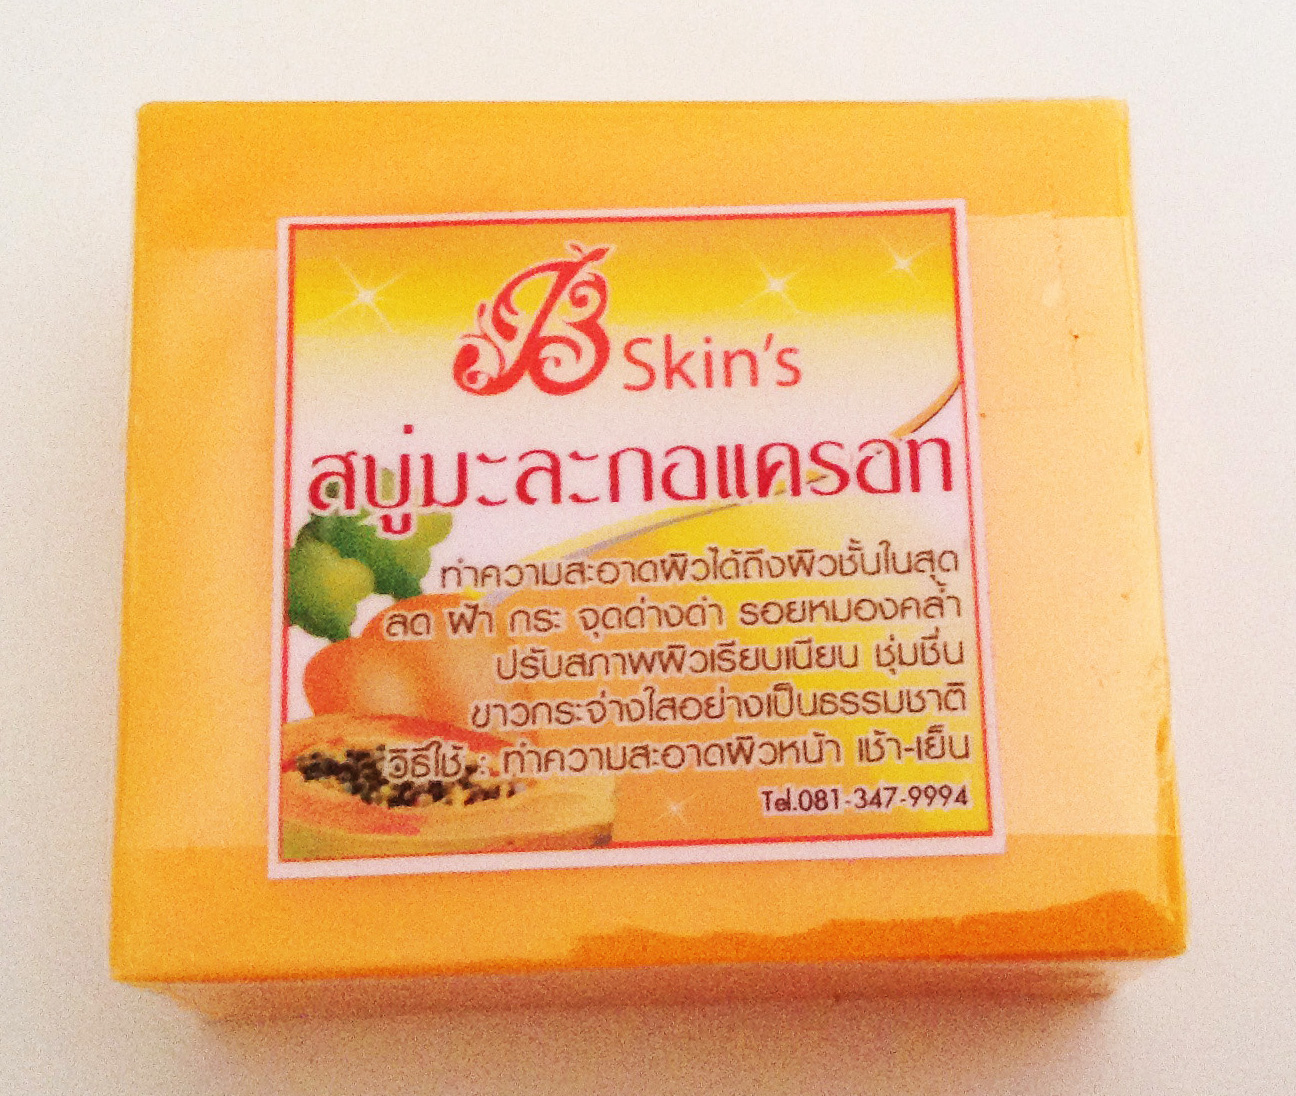 B Skin's
สบู่มะละกอแครอท
ทำความสะอาดผิวได้ถึงผิวชั้นในสุด
ลด ฝ้า กระ จุดด่างดำ รอยหมองคล้ำ
ปรับสภาพผิวเรียบเนียน ชุ่มชื่น
ขาวกระจ่างใสอย่างเป็นธรรมชาติ
วิธีใช้ : ทำความสะอาดผิวหน้า เช้า-เย็น
Tel.081-347-9994